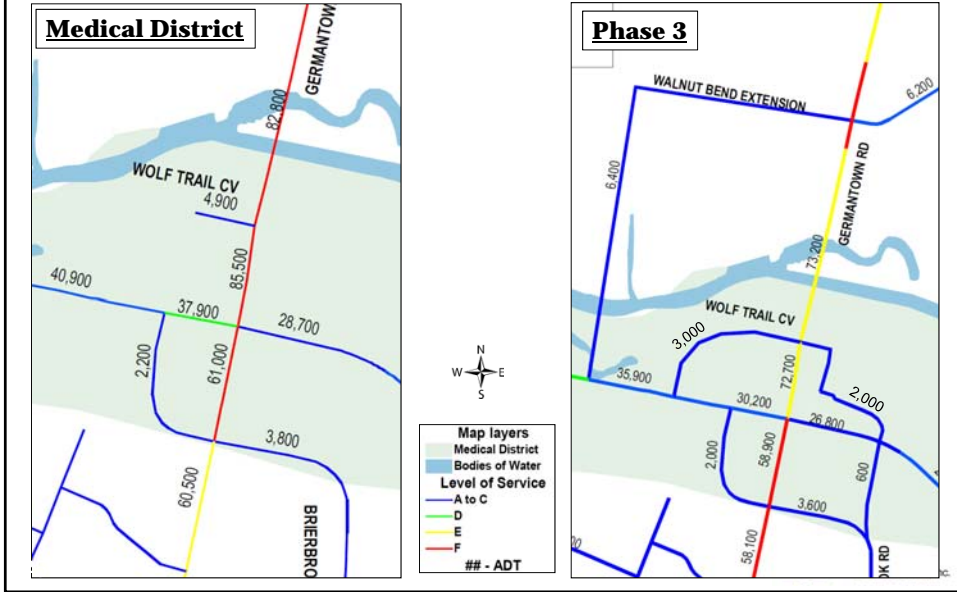 Medical District
GERMANTOW
82,800
WOLF TRAIL CV
4,900
85,500
40,900
37,900
28,700
2,200
61,000
3,800
60,500
BRIERBRO
N
W E
S
Map layers
Medical District
Bodies of Water
Level of Service
A to C
D
E
F
## - ADT
Phase 3
WALNUT BEND EXTENSION
6,200
6,400
GERMANTOWN RD
73,200
WOLF TRAIL CV
3,000
72,700
35,900
30,200
2,000
26,800
2,000
58,900
600
3,600
58,100
OK RD